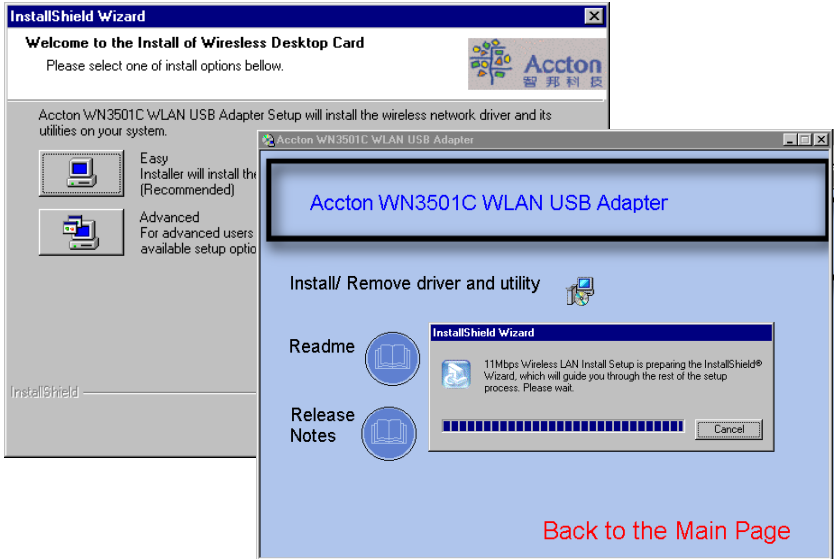 InstallShield Wizard
Welcome to the Install of Wiresless Desktop Card
Please select one of install options bellow.
Accton
智邦科技
Accton WN3501C WLAN USB Adapter Setup will install the wireless network driver and its
utilities on your system.
Easy
Installer will install the
(Recommended)
Advanced
For advanced users
available setup optio
InstallShield
Accton WN3501C WLAN USB Adapter
Accton WN3501C WLAN USB Adapter
Install/ Remove driver and utility
Readme
Release
Notes
InstallShield Wizard
11Mbps Wireless LAN Install Setup is preparing the InstallShield®
Wizard, which will guide you through the rest of the setup
process. Please wait.
Cancel
Back to the Main Page